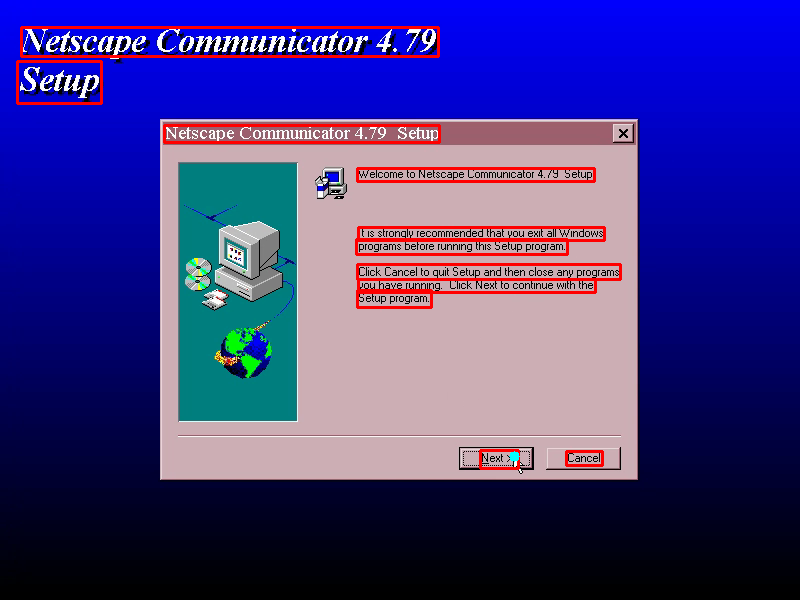 Netscape Communicator 4.79
Setup
Netscape Communicator 4.79  Setup
Welcome to Netscape Communicator 4.79  Setup
It is strongly recommended that you exit all Windows
programs before running this Setup program.
Click Cancel to quit Setup and then close any programs
you have running.  Click Next to continue with the
Setup program.
Next >
Cancel